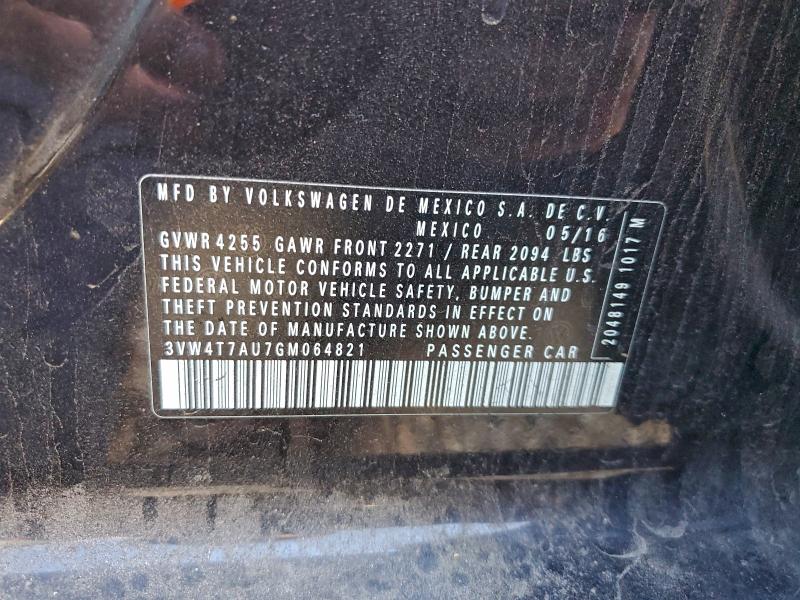 MFD BY VOLKSWAGEN DE MEXICO S.A. DE C.V.
MEXICO 05/16
GVWR 4255 GAWR FRONT 2271 / REAR 2094 LBS
THIS VEHICLE CONFORMS TO ALL APPLICABLE U.S.
FEDERAL MOTOR VEHICLE SAFETY, BUMPER AND
THEFT PREVENTION STANDARDS IN EFFECT ON
THE DATE OF MANUFACTURE SHOWN ABOVE.
3VW4T7AU7GM064821 PASSENGER CAR
2048149 1017 M